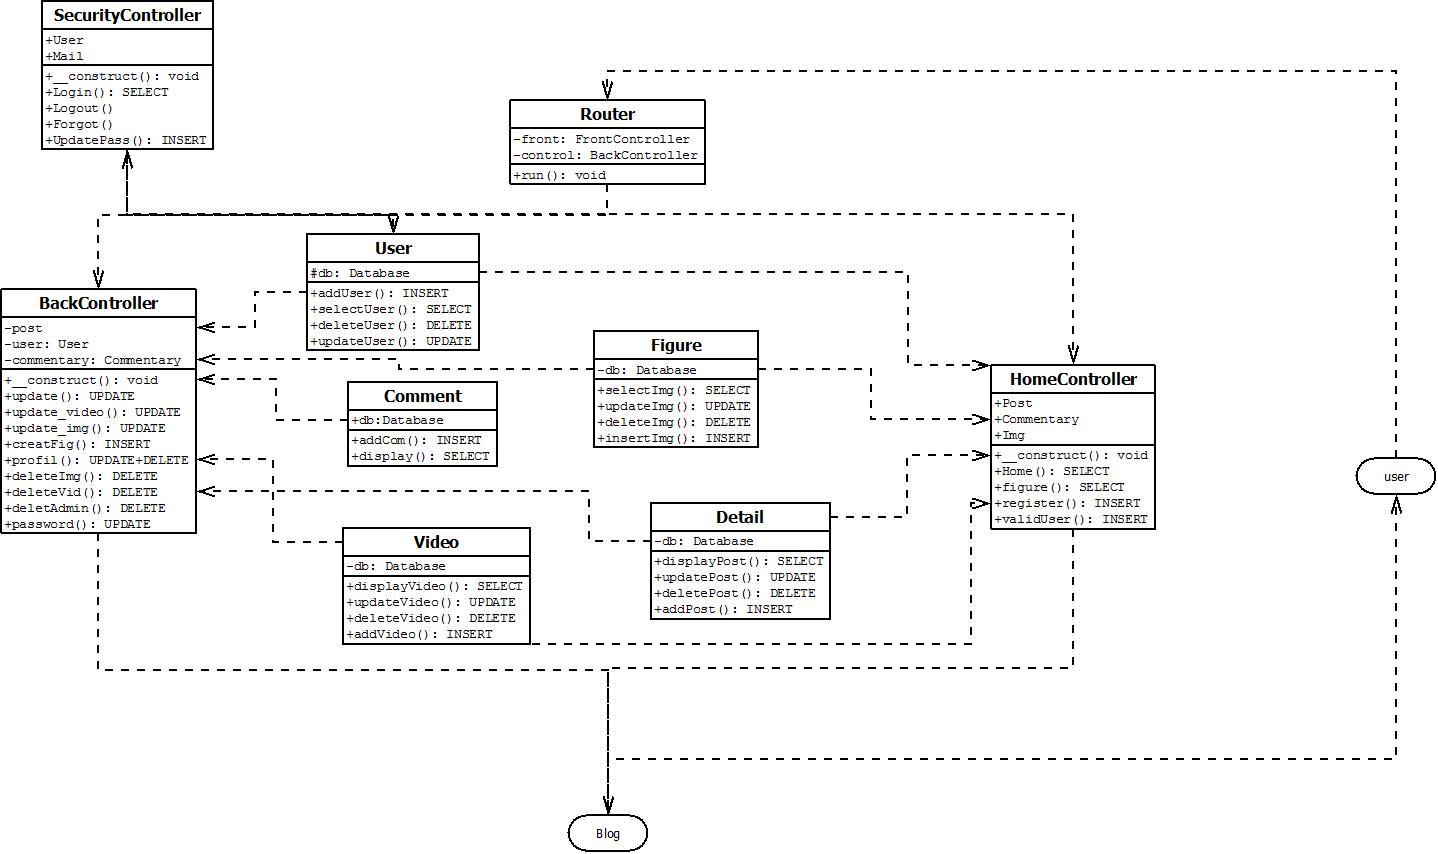 SecurityController
+User
+Mail
+__construct(): void
+Login(): SELECT
+Logout()
+Forgot()
+UpdatePass(): INSERT
Router
-front: FrontController
-control: BackController
+run(): void
User
#db: Database
+addUser(): INSERT
+selectUser(): SELECT
+deleteUser(): DELETE
+updateUser(): UPDATE
BackController
-post
-user: User
-commentary: Commentary
+__construct(): void
+update(): UPDATE
+update_video(): UPDATE
+update_img(): UPDATE
+creatFig(): INSERT
+profil(): UPDATE+DELETE
+deleteImg(): DELETE
+deleteVid(): DELETE
+deletAdmin(): DELETE
+password(): UPDATE
Figure
-db: Database
+selectImg(): SELECT
+updateImg(): UPDATE
+deleteImg(): DELETE
+insertImg(): INSERT
Comment
+db:Database
+addCom(): INSERT
+display(): SELECT
HomeController
+Post
+Commentary
+Img
+__construct(): void
+Home(): SELECT
+figure(): SELECT
+register(): INSERT
+validUser(): INSERT
user
Detail
-db: Database
+displayPost(): SELECT
+updatePost(): UPDATE
+deletePost(): DELETE
+addPost(): INSERT
Video
-db: Database
+displayVideo(): SELECT
+updateVideo(): UPDATE
+deleteVideo(): DELETE
+addVideo(): INSERT
Blog